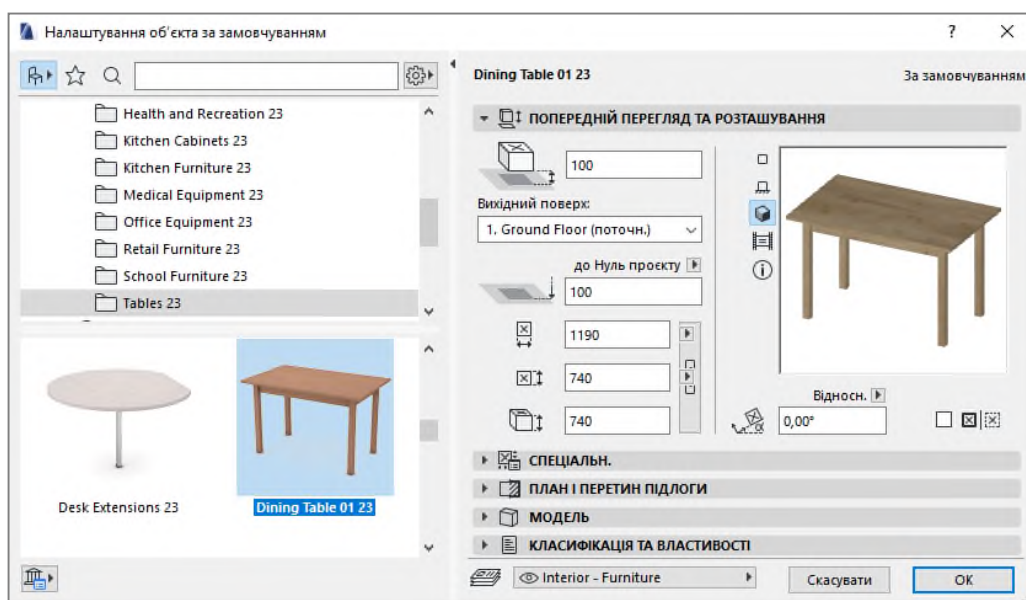 Налаштування об'єкта за замовчуванням
?
Health and Recreation 23
Kitchen Cabinets 23
Kitchen Furniture 23
Medical Equipment 23
Office Equipment 23
Retail Furniture 23
School Furniture 23
Tables 23
Desk Extensions 23
Dining Table 01 23
Dining Table 01 23
За замовчуванням
ПОПЕРЕДНІЙ ПЕРЕГЛЯД ТА РОЗТАШУВАННЯ
100
Вихідний поверх:
1. Ground Floor (поточн.)
до Нуль проєкту
100
1190
740
740
Відносн.
α
0,00°
СПЕЦІАЛЬН.
ПЛАН І ПЕРЕТИН ПІДЛОГИ
МОДЕЛЬ
КЛАСИФІКАЦІЯ ТА ВЛАСТИВОСТІ
Interior - Furniture
Скасувати
ОК